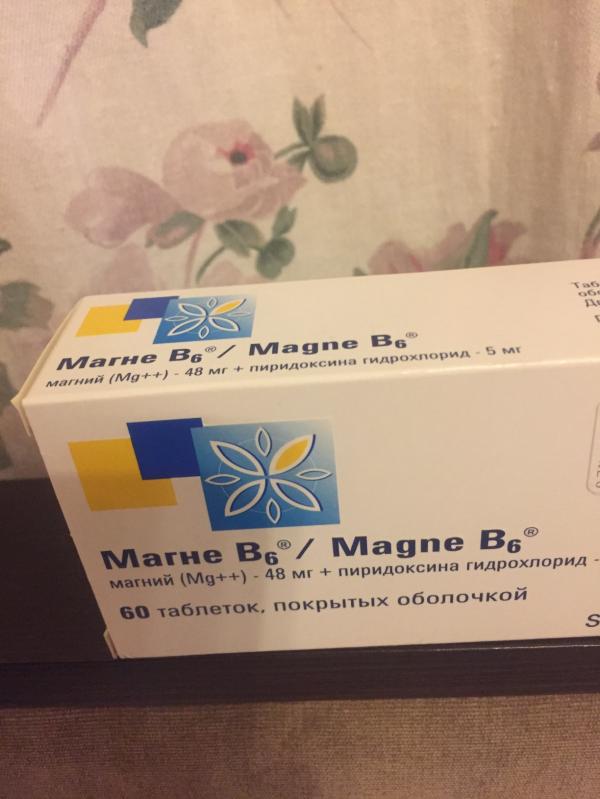 Магне B6® / Magne B6®
магний (Mg++) - 48 мг + пиридоксина гидрохлорид - 5 мг
Магне B6® / Magne B6®
магний (Mg++) - 48 мг + пиридоксина гидрохлорид -
60 таблеток, покрытых оболочкой